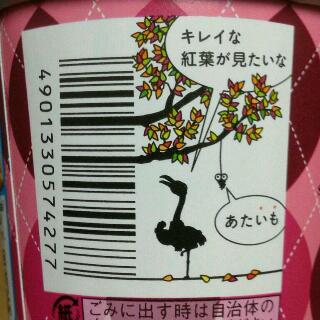 キレイな
紅葉が見たいな
あたいも
4901330574277
ごみに出す時は自治体の